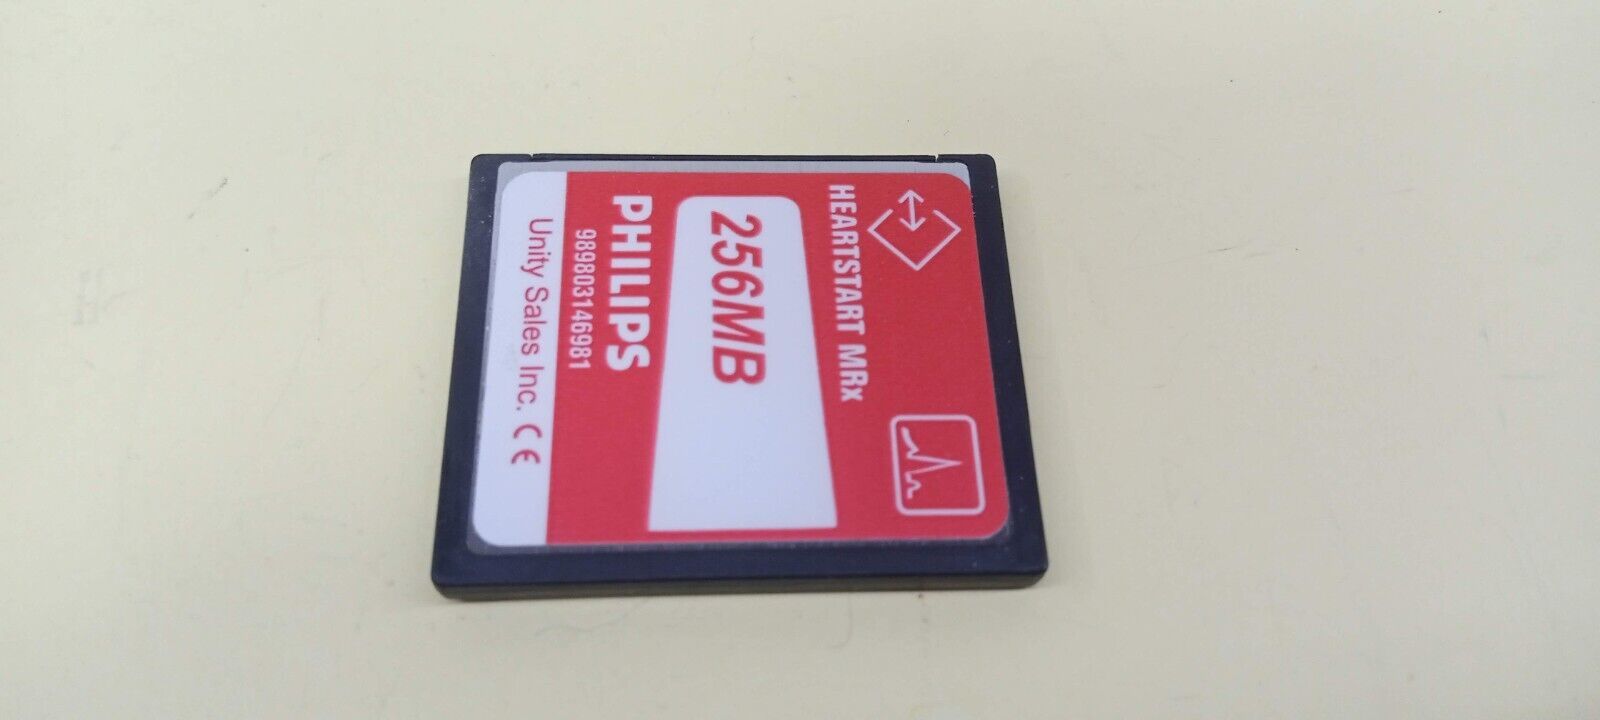 HEARTSTART MRx
256MB
PHILIPS
989803146981
Unity Sales Inc. CE